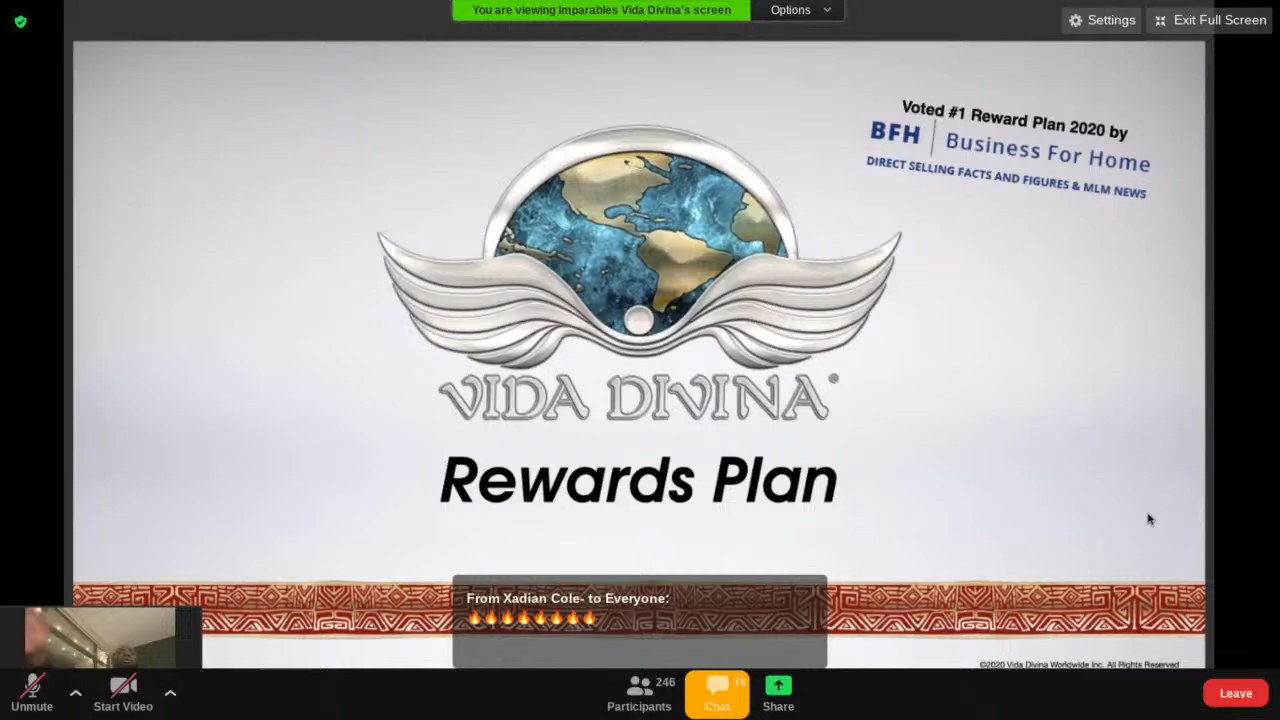 You are viewing Imparables Vida Divina's screen
Options
Settings
Exit Full Screen
Voted #1 Reward Plan 2020 by
BFH | Business For Home
DIRECT SELLING FACTS AND FIGURES & MLM NEWS
VIDA DIVINA®
Rewards Plan
From Xadian Cole- to Everyone:
🔥🔥🔥🔥🔥🔥🔥🔥
©2020 Vida Divina Worldwide Inc. All Rights Reserved
Unmute
Start Video
246
Participants
Chat
Share
Leave